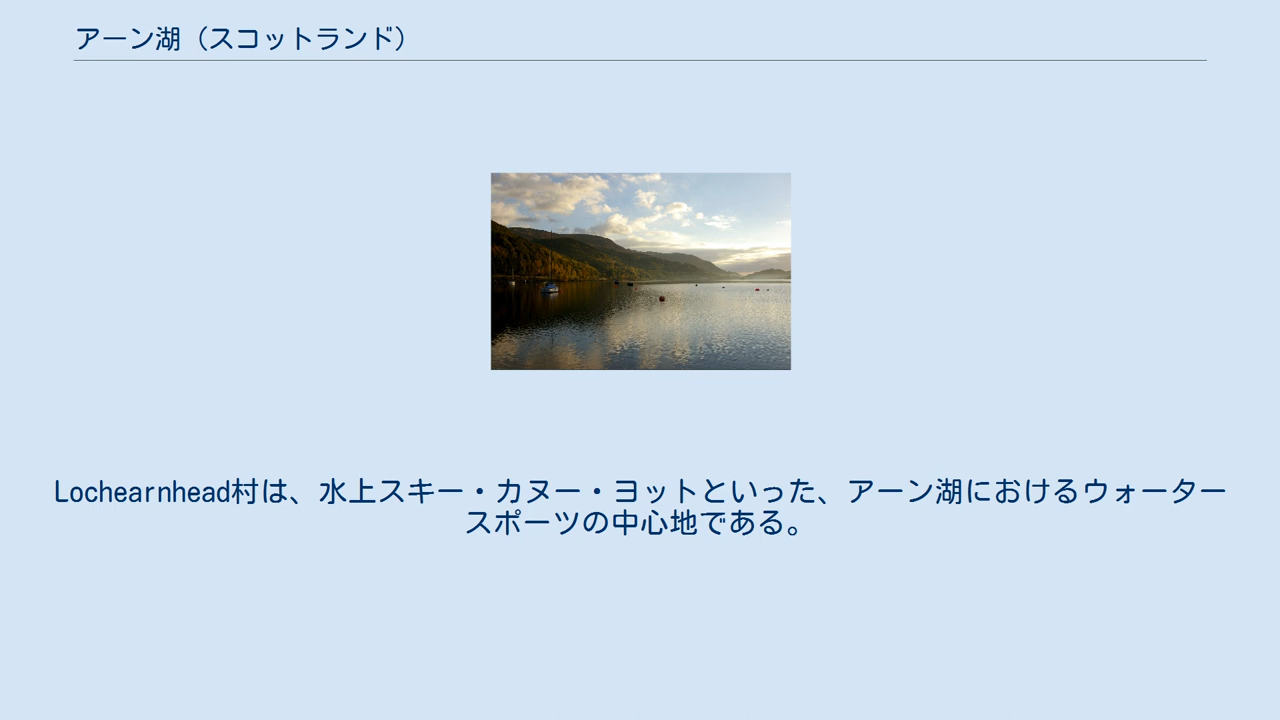 アーン湖（スコットランド）
Lochearnhead村は、水上スキー・カヌー・ヨットといった、アーン湖におけるウォーター
スポーツの中心地である。